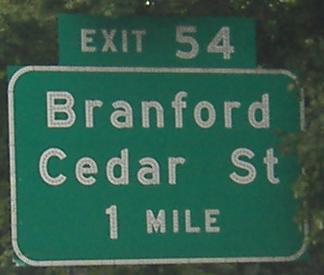 EXIT 54
Branford
Cedar St
1 MILE